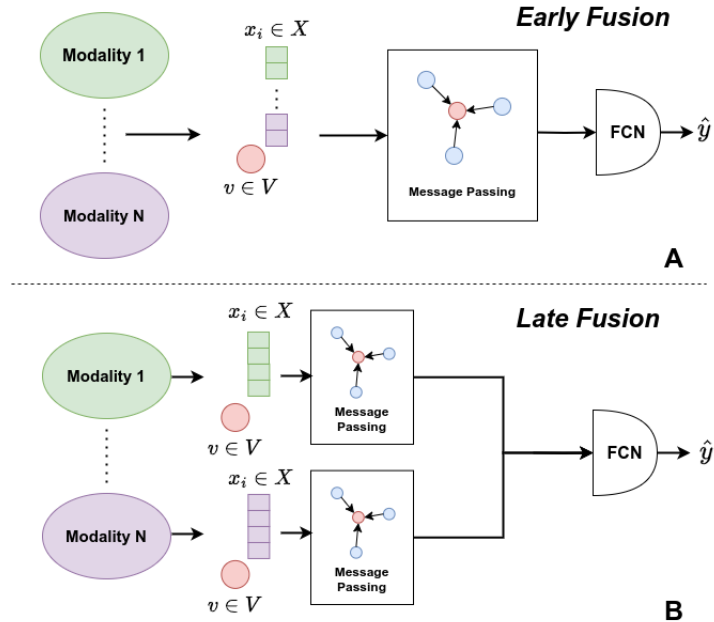 Early Fusion
Modality 1
x_i ∈ X
Modality N
v ∈ V
Message Passing
FCN
ŷ
A
Late Fusion
x_i ∈ X
Modality 1
v ∈ V
Message
Passing
FCN
ŷ
x_i ∈ X
Modality N
v ∈ V
Message
Passing
B